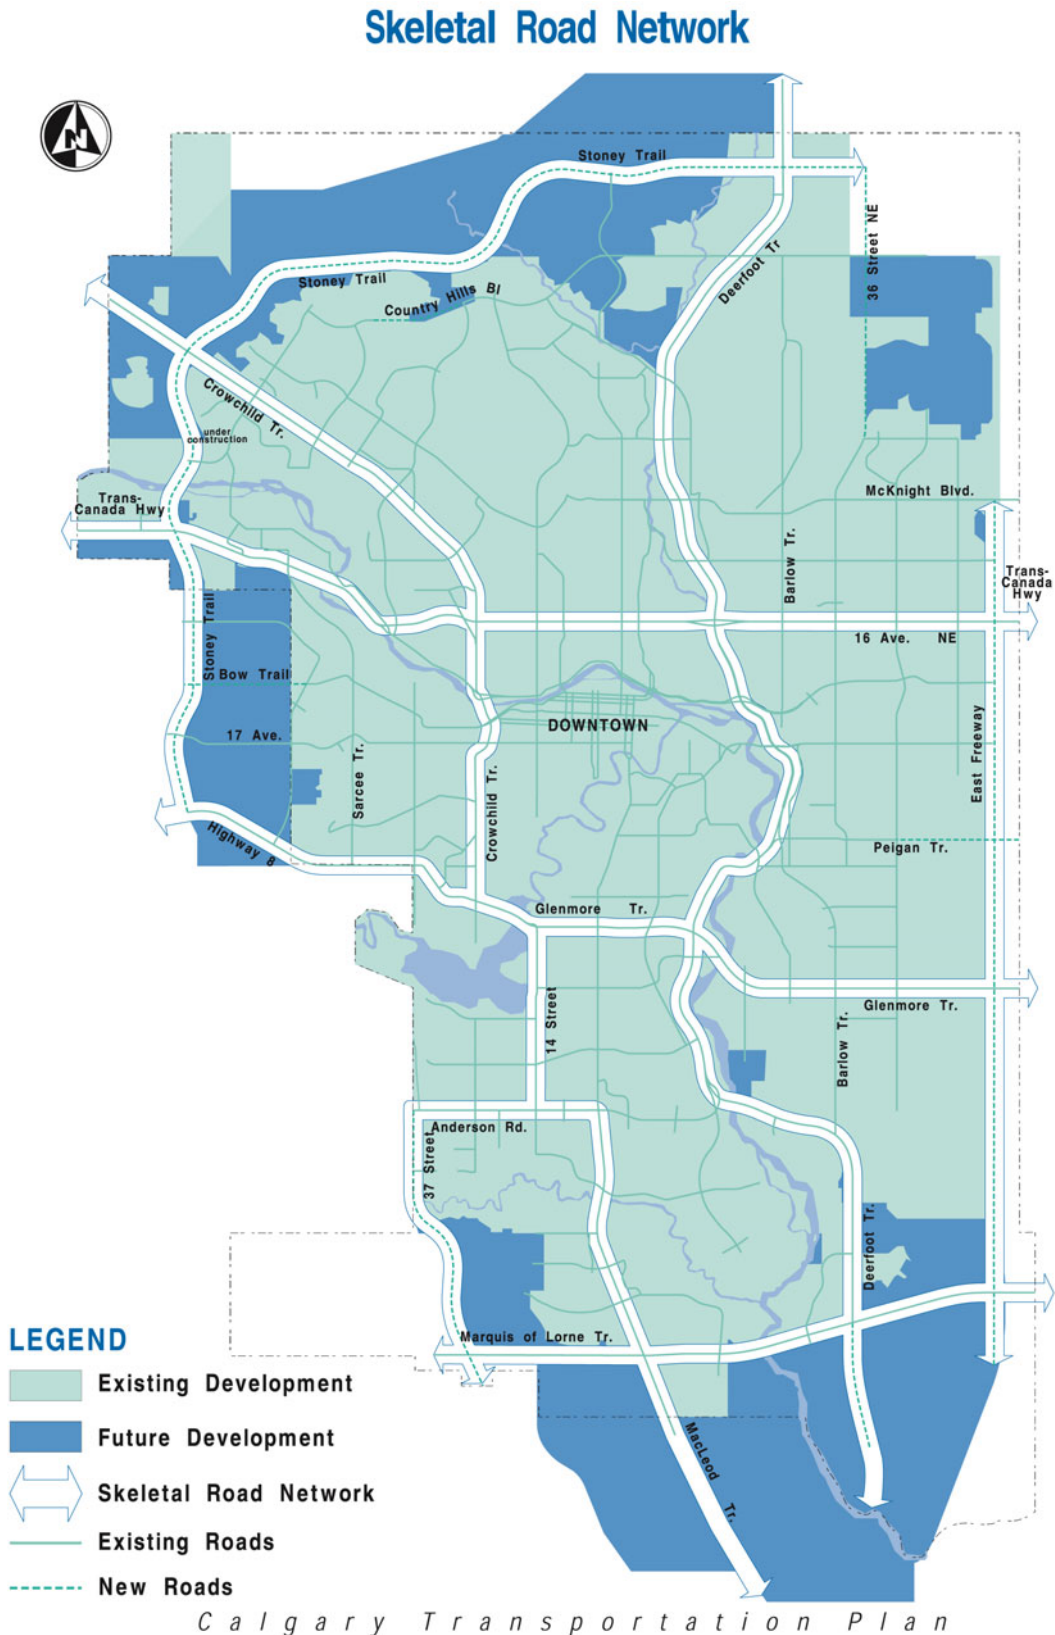 Skeletal Road Network
N
Stoney Trail
36 Street NE
Deerfoot Tr
Stoney Trail
Country Hills Bl
Crowchild Tr.
under
construction
McKnight Blvd.
Trans-
Canada Hwy
Barlow Tr.
Trans-
Canada
Hwy
Stoney Trail
16 Ave. NE
Bow Trail
DOWNTOWN
17 Ave.
East Freeway
Sarcee Tr.
Crowchild Tr.
Highway 8
Peigan Tr.
Glenmore Tr.
14 Street
Glenmore Tr.
Barlow Tr.
Anderson Rd.
37 Street
Deerfoot Tr.
Marquis of Lorne Tr.
MacLeod Tr.
LEGEND
Existing Development
Future Development
Skeletal Road Network
Existing Roads
New Roads
Calgary Transportation Plan